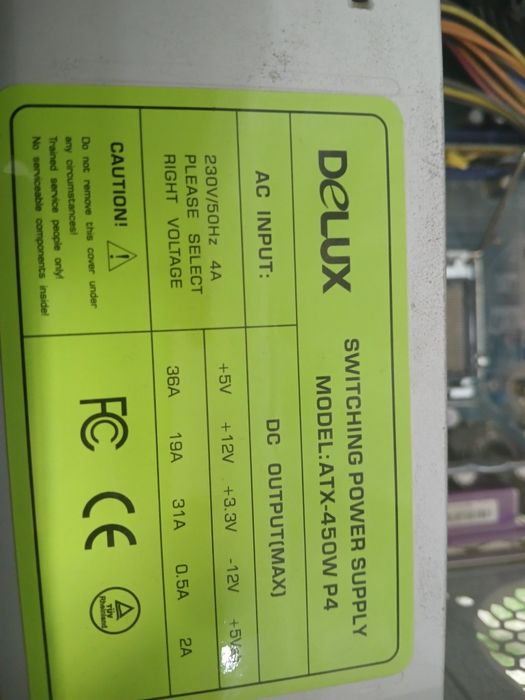 DeLUX
SWITCHING POWER SUPPLY
MODEL: ATX-450W P4
AC INPUT:
DC OUTPUT(MAX)
230V/50Hz 4A
PLEASE SELECT
RIGHT VOLTAGE
+5V +12V +3.3V -12V
36A 19A 31A 0.5A 2A
CAUTION!
Do not remove this cover under
any circumstances!
Trained service people only!
No serviceable components inside!
FC CE
TÜV
Rheinland